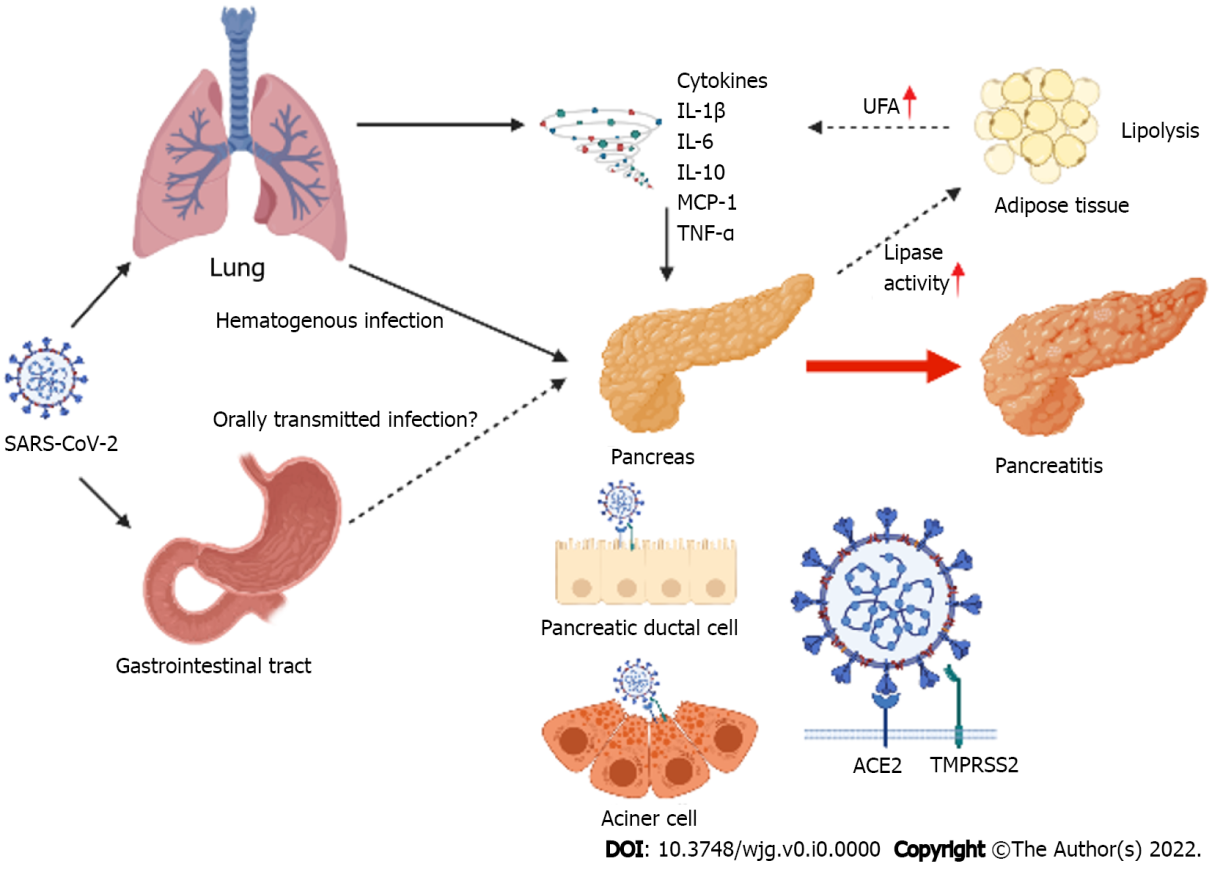 Cytokines
IL-1β
IL-6
IL-10
MCP-1
TNF-α
UFA
Lipolysis
Adipose tissue
Lung
Lipase
activity
Hematogenous infection
SARS-CoV-2
Orally transmitted infection?
Pancreas
Pancreatitis
Gastrointestinal tract
Pancreatic ductal cell
ACE2
TMPRSS2
Aciner cell
DOI: 10.3748/wjg.v0.i0.0000 Copyright ©The Author(s) 2022.